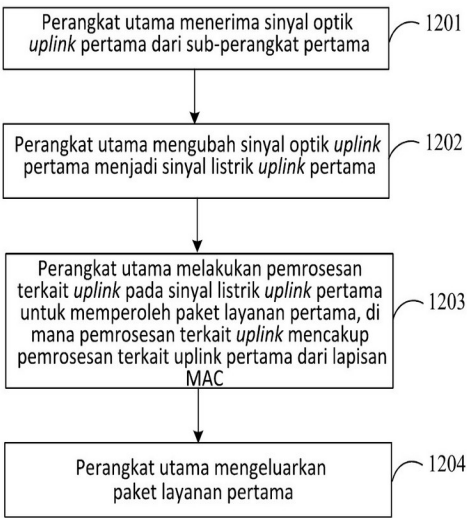 Perangkat utama menerima sinyal optik
uplink pertama dari sub-perangkat pertama
1201
Perangkat utama mengubah sinyal optik uplink
pertama menjadi sinyal listrik uplink pertama
1202
Perangkat utama melakukan pemrosesan
terkait uplink pada sinyal listrik uplink pertama
untuk memperoleh paket layanan pertama, di
mana pemrosesan terkait uplink mencakup
pemrosesan terkait uplink pertama dari lapisan
MAC
1203
Perangkat utama mengeluarkan
paket layanan pertama
1204